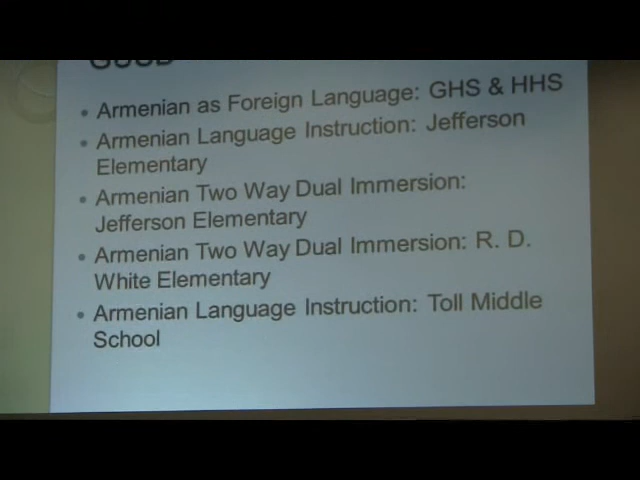 GUSD
• Armenian as Foreign Language: GHS & HHS
• Armenian Language Instruction: Jefferson
Elementary
• Armenian Two Way Dual Immersion:
Jefferson Elementary
• Armenian Two Way Dual Immersion: R. D.
White Elementary
• Armenian Language Instruction: Toll Middle
School